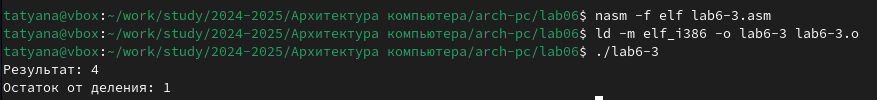 tatyana@vbox:~/work/study/2024-2025/Архитектура компьютера/arch-pc/lab06$ nasm -f elf lab6-3.asm
tatyana@vbox:~/work/study/2024-2025/Архитектура компьютера/arch-pc/lab06$ ld -m elf_i386 -o lab6-3 lab6-3.o
tatyana@vbox:~/work/study/2024-2025/Архитектура компьютера/arch-pc/lab06$ ./lab6-3
Результат: 4
Остаток от деления: 1